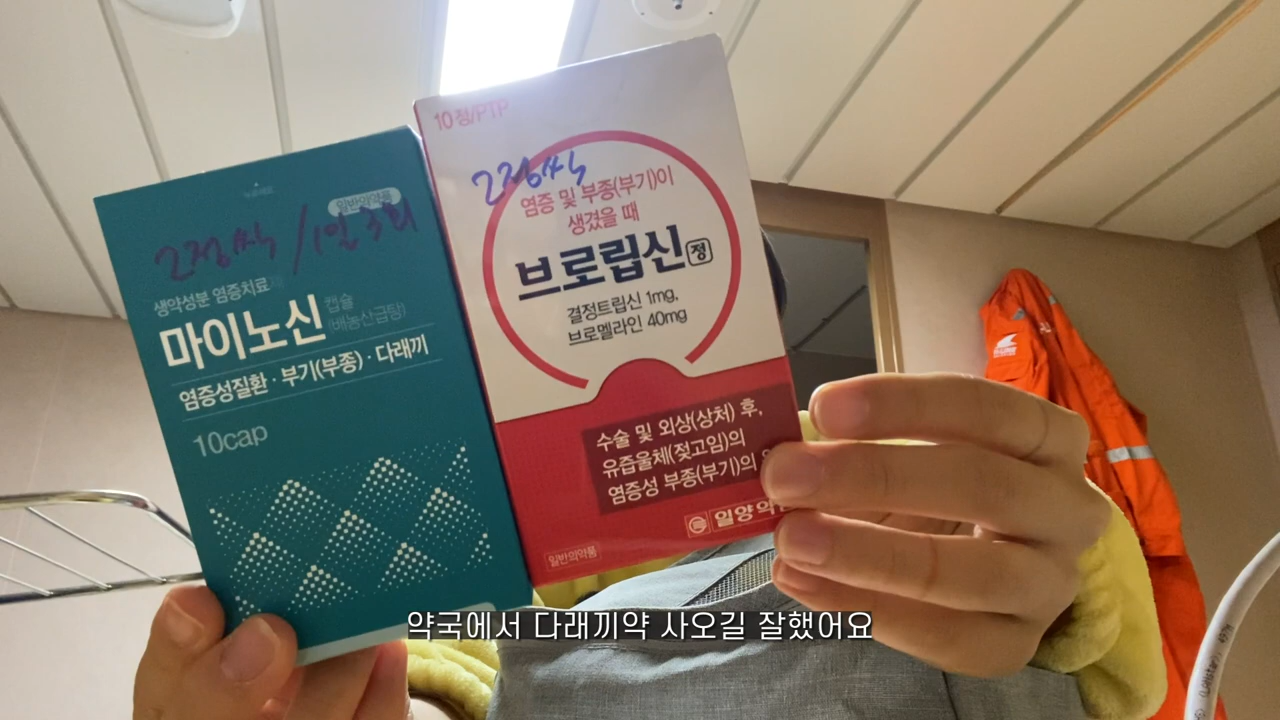 일반의약품
2정씩/1일 3회
생약성분 염증치료제
마이노신 캡슐
(배농산급탕)
염증성질환·부기(부종)·다래끼
10cap
10정/PTP
2정씩
염증 및 부종(부기)이
생겼을 때
브로립신 정
결정트립신 1mg,
브로멜라인 40mg
수술 및 외상(상처) 후,
유즙울체(젖고임)의
염증성 부종(부기)의
일양약
일반의약품
약국에서 다래끼약 사오길 잘했어요